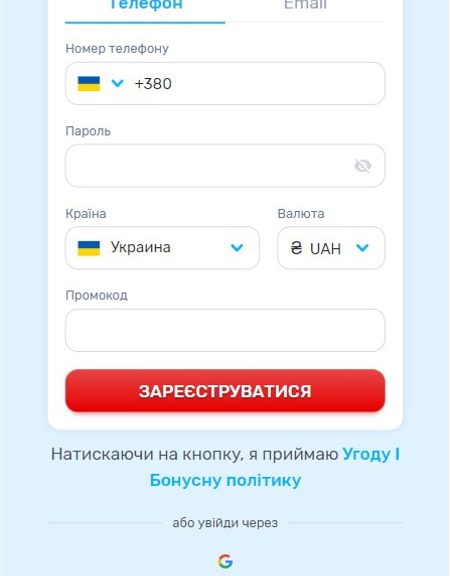 Телефон Email
Номер телефону
+380
Пароль
Країна Валюта
Украина ₴ UAH
Промокод
ЗАРЕЄСТРУВАТИСЯ
Натискаючи на кнопку, я приймаю Угоду І
Бонусну політику
або увійди через